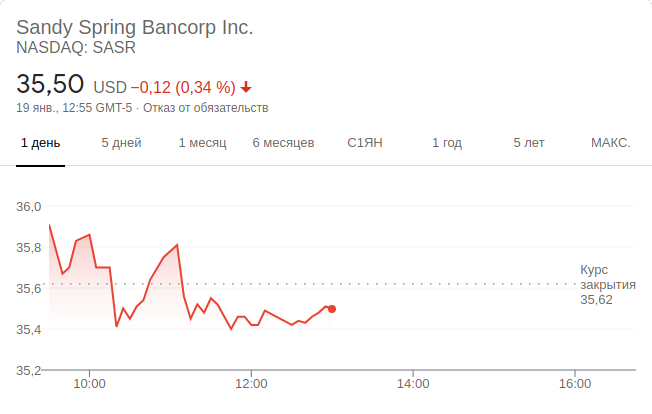 Sandy Spring Bancorp Inc.
NASDAQ: SASR
35,50 USD −0,12 (0,34 %)
19 янв., 12:55 GMT-5 · Отказ от обязательств
1 день 5 дней 1 месяц 6 месяцев С1ЯН 1 год 5 лет МАКС.
36,0
35,8
Курс
35,6 закрытия
35,62
35,4
35,2
10:00 12:00 14:00 16:00